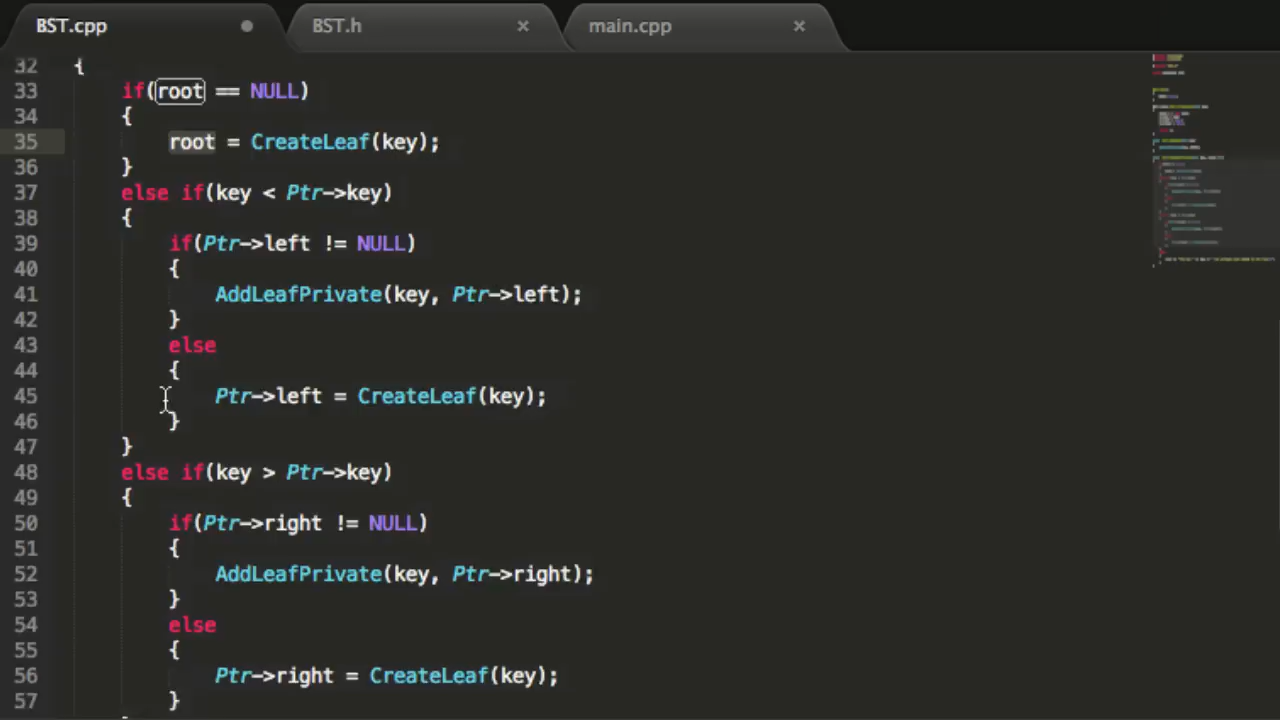 BST.cpp BST.h × main.cpp ×
32 {
33 if(root == NULL)
34 {
35 root = CreateLeaf(key);
36 }
37 else if(key < Ptr->key)
38 {
39 if(Ptr->left != NULL)
40 {
41 AddLeafPrivate(key, Ptr->left);
42 }
43 else
44 {
45 Ptr->left = CreateLeaf(key);
46 }
47 }
48 else if(key > Ptr->key)
49 {
50 if(Ptr->right != NULL)
51 {
52 AddLeafPrivate(key, Ptr->right);
53 }
54 else
55 {
56 Ptr->right = CreateLeaf(key);
57 }